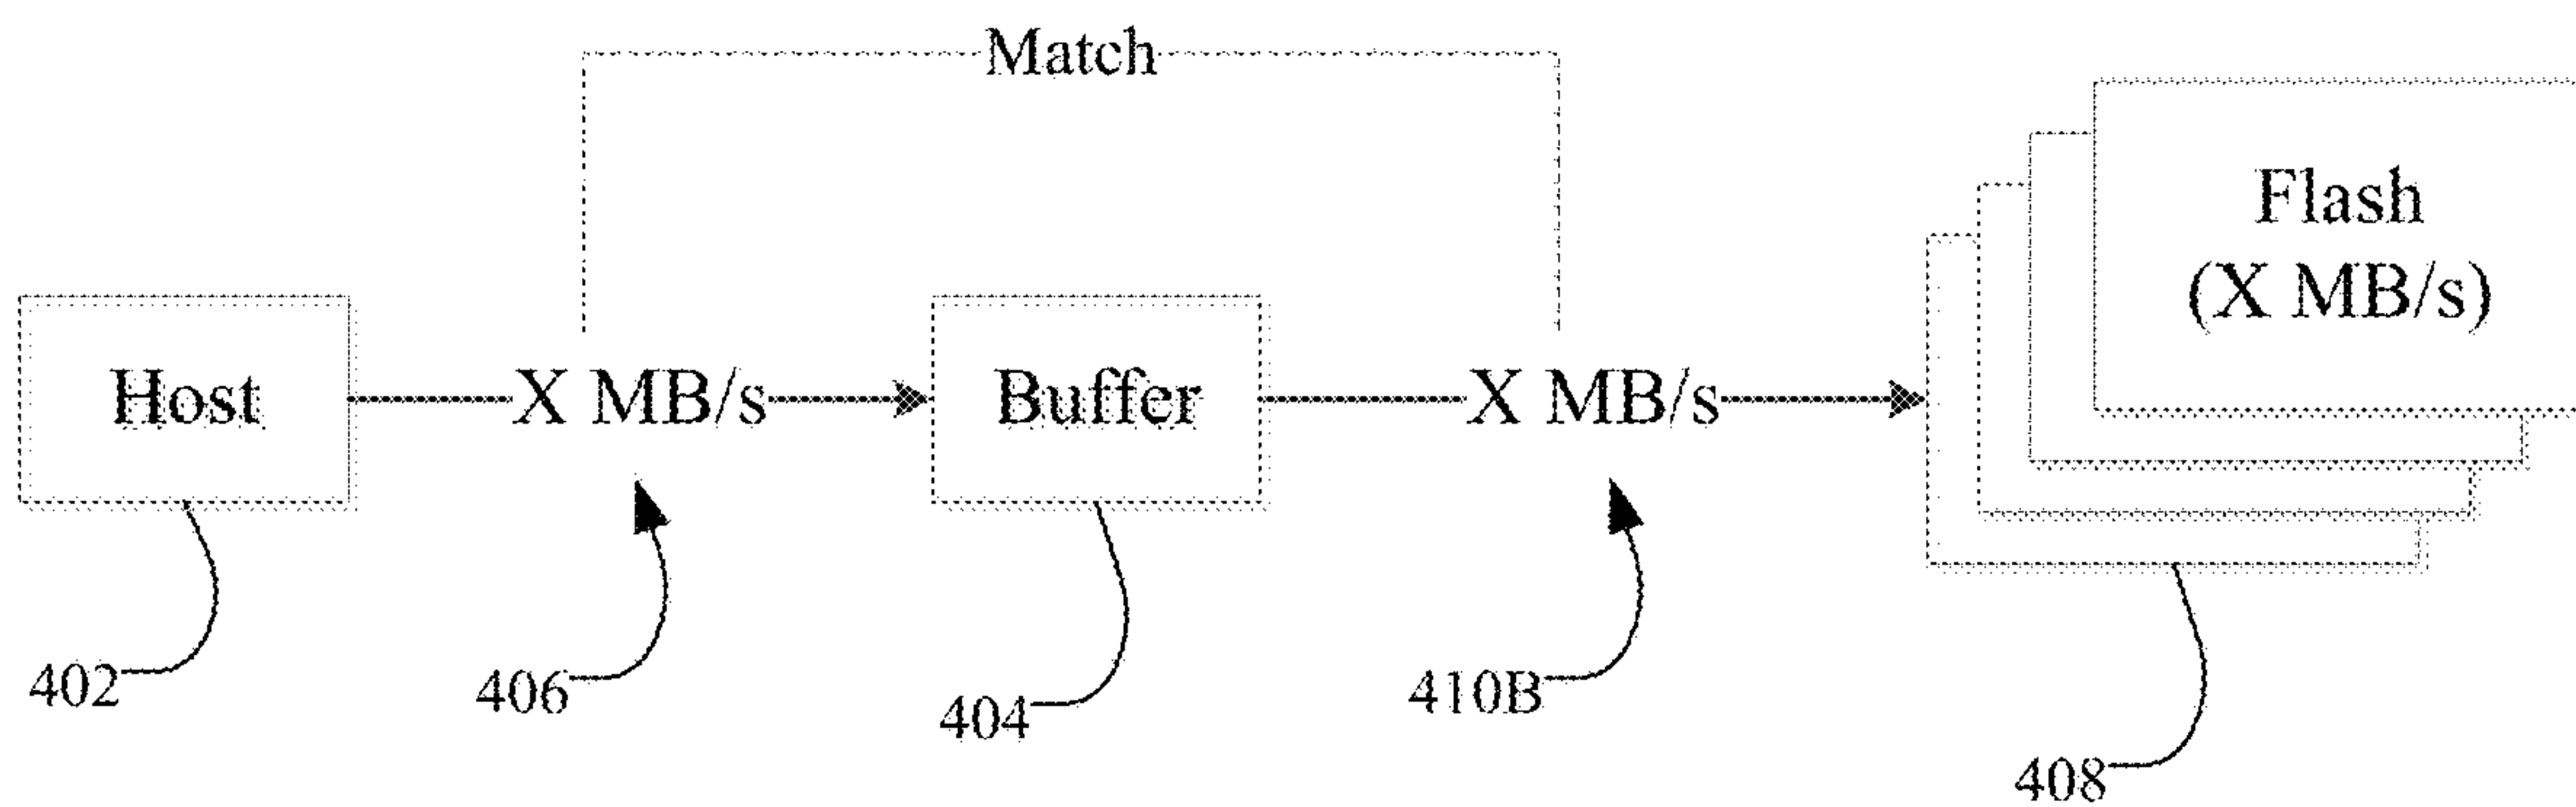 Match
Flash
(X MB/s)
Host
X MB/s
Buffer
X MB/s
402
406
404
410B
408